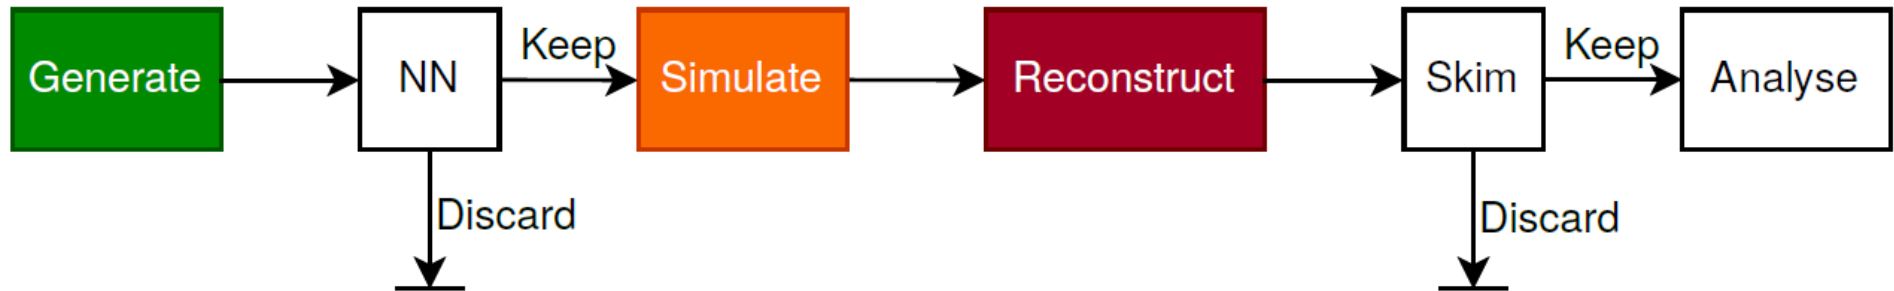 Generate
NN
Keep
Simulate
Reconstruct
Skim
Keep
Analyse
Discard
Discard